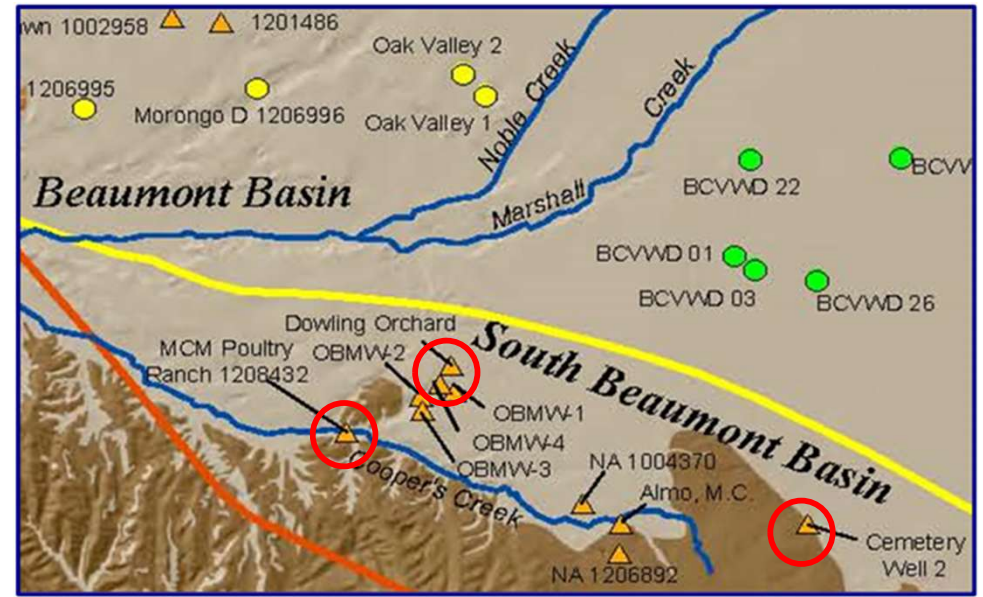 wn 1002958
1201486
Oak Valley 2
1206995
Morongo D 1206996
Oak Valley 1
Noble Creek
Creek
Marshall
BCVWD 22
BCVW
Beaumont Basin
BCVWD 01
BCVWD 03
BCVWD 26
Dowling Orchard
South Beaumont Basin
MCM Poultry
Ranch 1208432
OBMW-2
OBMW-1
OBMW-4
OBMW-3
Cooper's Creek
NA 1004370
Almo, M.C.
NA 1206892
Cemetery
Well 2